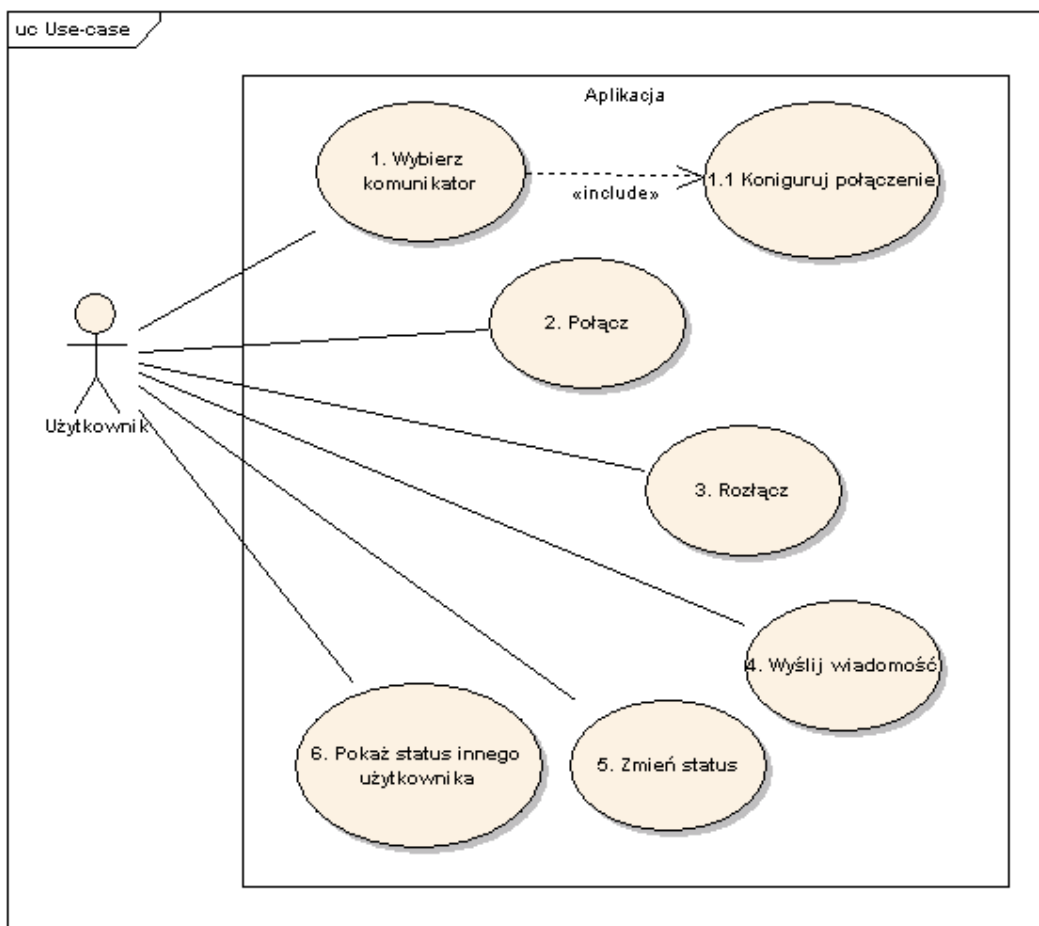 uc Use-case
Aplikacja
1. Wybierz
komunikator
«include»
1.1 Koniguruj połączenie
2. Połącz
Użytkownik
3. Rozłącz
4. Wyślij wiadomość
6. Pokaż status innego
użytkownika
5. Zmień status